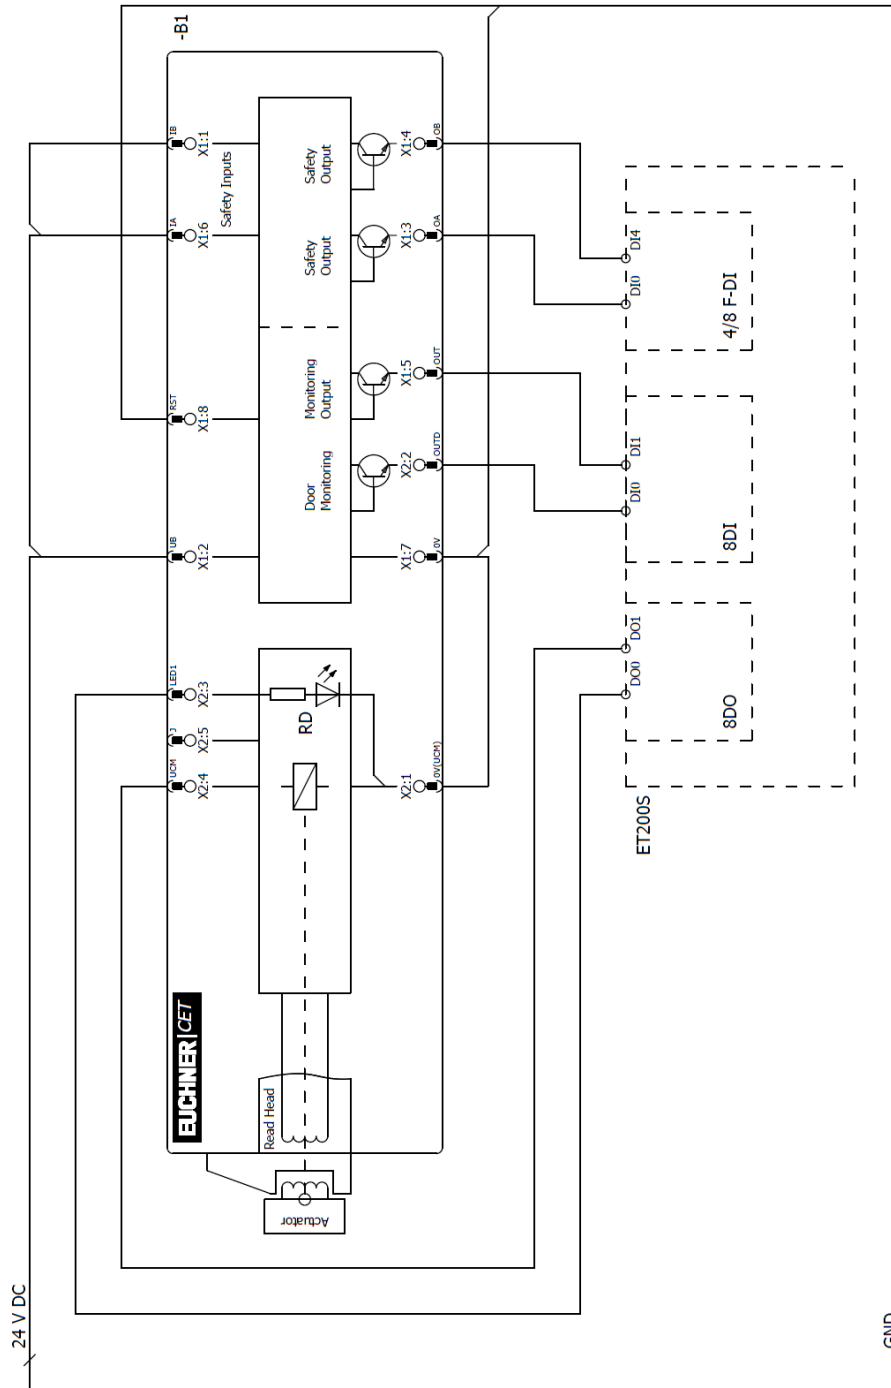 -B1
IB
X1:1
IA
X1:6
Safety Inputs
RST
X1:8
UB
X1:2
LED1
X2:3
J
X2:5
UCM
X2:4
Safety
Output
X1:4
OB
Safety
Output
X1:3
OA
Monitoring
Output
X1:5
OUT
Door
Monitoring
X2:2
OUTD
X1:7
0V
RD
X2:1
0V(UCM)
DI4
DI0
4/8 F-DI
DI1
DI0
8DI
DO1
DO0
8DO
ET200S
EUCHNER|CET
Read Head
Actuator
24 V DC
GND